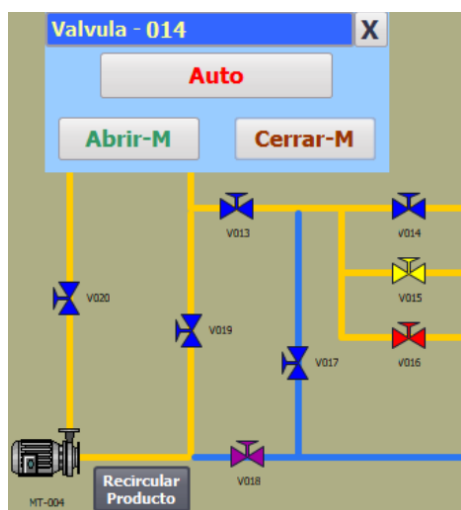 Valvula - 014 X
Auto
Abrir-M Cerrar-M
V013 V014
V020 V019 V015
V017 V016
V018
MT-004
Recircular
Producto